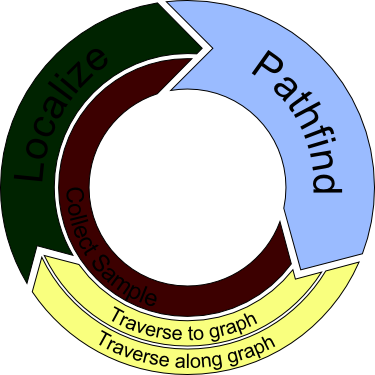 Localize
Pathfind
Collect Sample
Traverse to graph
Traverse along graph